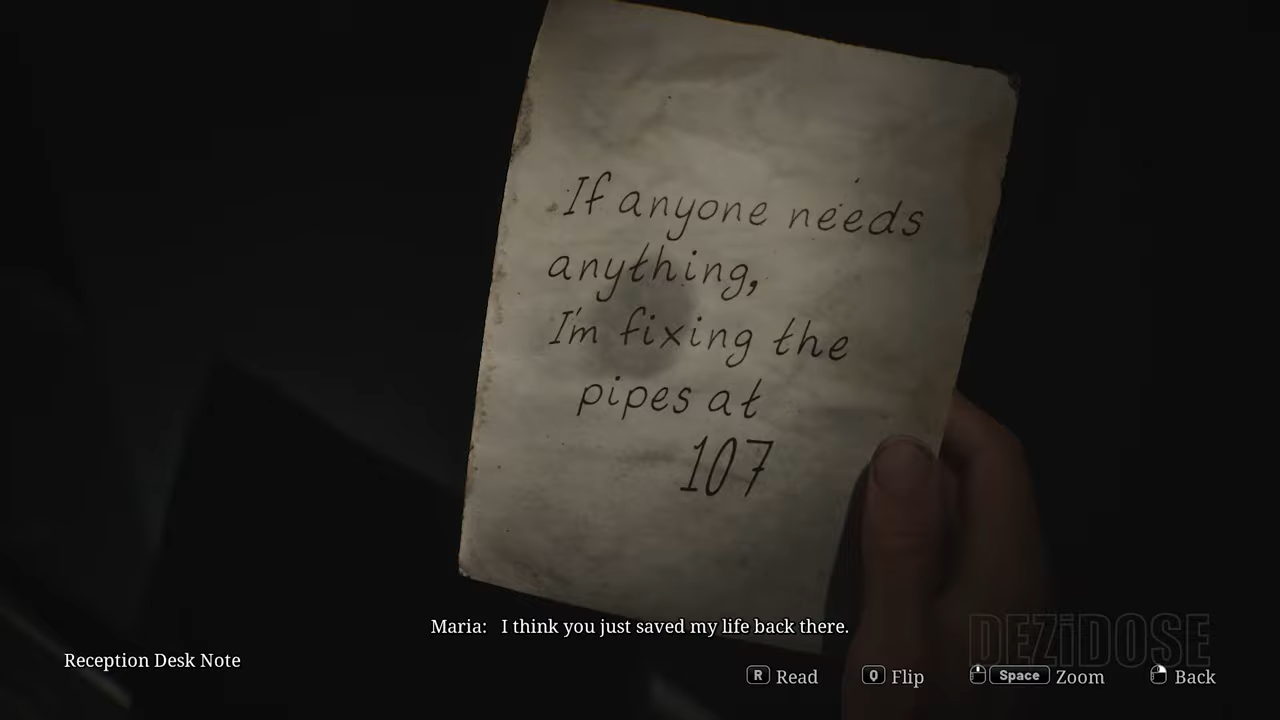 If anyone needs
anything,
I'm fixing the
pipes at
107
Maria: I think you just saved my life back there.
DEZiDOSE
Reception Desk Note
R Read
Q Flip
Space Zoom
Back